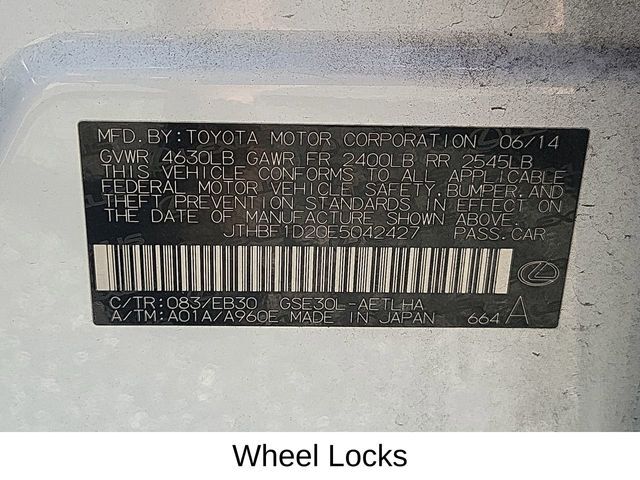 MFD. BY: TOYOTA MOTOR CORPORATION 06/14
GVWR 4630LB GAWR FR 2400LB RR 2545LB
THIS VEHICLE CONFORMS TO ALL APPLICABLE
FEDERAL MOTOR VEHICLE SAFETY, BUMPER, AND
THEFT PREVENTION STANDARDS IN EFFECT ON
THE DATE OF MANUFACTURE SHOWN ABOVE.
JTHBF1D20E5042427 PASS. CAR
C/TR: 083/EB30 GSE30L-AETLHA
A/TM: A01A/A960E MADE IN JAPAN 664 A
Wheel Locks